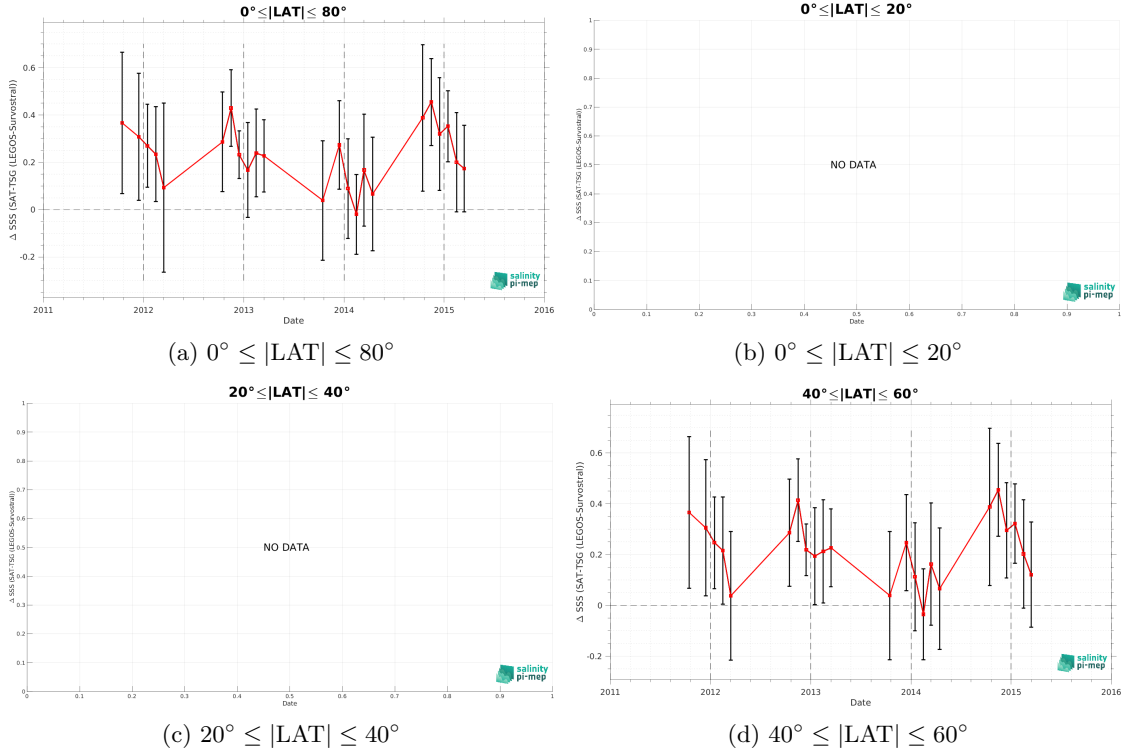 0°≤|LAT|≤ 80°
Δ SSS (SAT-TSG (LEGOS-Survostral))
0.6
0.4
0.2
0
-0.2
2011 2012 2013 2014 2015 2016
Date
salinity
pi-mep
(a) 0° ≤ |LAT| ≤ 80°
0°≤|LAT|≤ 20°
Δ SSS (SAT-TSG (LEGOS-Survostral))
1
0.9
0.8
0.7
0.6
0.5
0.4
0.3
0.2
0.1
0
NO DATA
0 0.1 0.2 0.3 0.4 0.5 0.6 0.7 0.8 0.9 1
Date
salinity
pi-mep
(b) 0° ≤ |LAT| ≤ 20°
20°≤|LAT|≤ 40°
Δ SSS (SAT-TSG (LEGOS-Survostral))
1
0.9
0.8
0.7
0.6
0.5
0.4
0.3
0.2
0.1
0
NO DATA
0 0.1 0.2 0.3 0.4 0.5 0.6 0.7 0.8 0.9 1
Date
salinity
pi-mep
(c) 20° ≤ |LAT| ≤ 40°
40°≤|LAT|≤ 60°
Δ SSS (SAT-TSG (LEGOS-Survostral))
0.6
0.4
0.2
0
-0.2
2011 2012 2013 2014 2015 2016
Date
salinity
pi-mep
(d) 40° ≤ |LAT| ≤ 60°